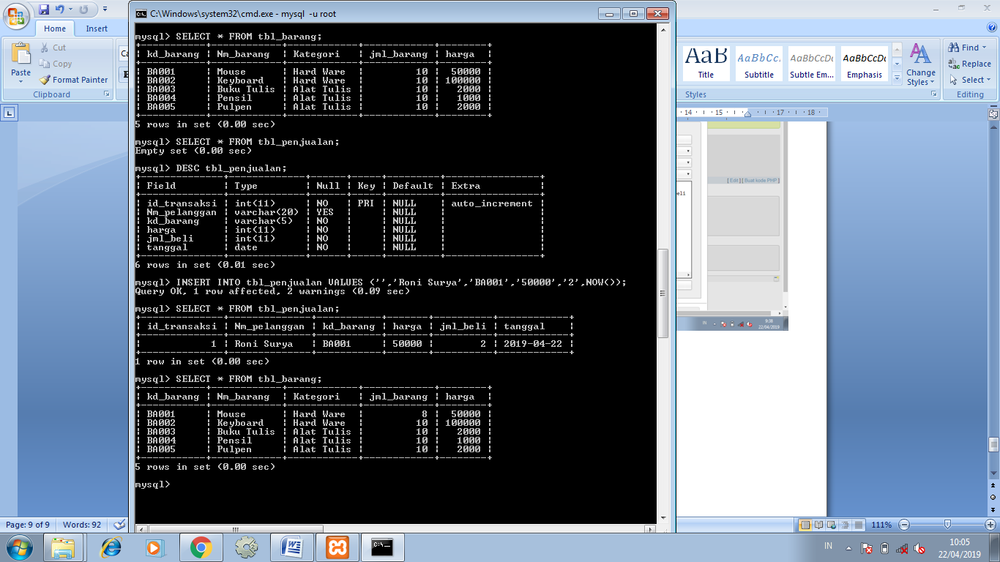 C:\Windows\system32\cmd.exe - mysql  -u root
Home
Insert
Paste
Cut
Copy
Format Painter
Clipboard
Ca
B
mysql> SELECT * FROM tbl_barang;
+-----------+-------------+------------+------------+--------+
| kd_barang | Nm_barang   | Kategori   | jml_barang | harga  |
+-----------+-------------+------------+------------+--------+
| BA001     | Mouse       | Hard Ware  |         10 |  50000 |
| BA002     | Keyboard    | Hard Ware  |         10 | 100000 |
| BA003     | Buku Tulis  | Alat Tulis |         10 |   2000 |
| BA004     | Pensil      | Alat Tulis |         10 |   1000 |
| BA005     | Pulpen      | Alat Tulis |         10 |   2000 |
+-----------+-------------+------------+------------+--------+
5 rows in set (0.00 sec)
mysql> SELECT * FROM tbl_penjualan;
Empty set (0.00 sec)
mysql> DESC tbl_penjualan;
+--------------+-------------+------+-----+---------+----------------+
| Field        | Type        | Null | Key | Default | Extra          |
+--------------+-------------+------+-----+---------+----------------+
| id_transaksi | int(11)     | NO   | PRI | NULL    | auto_increment |
| Nm_pelanggan | varchar(20) | YES  |     | NULL    |                |
| kd_barang    | varchar(5)  | NO   |     | NULL    |                |
| harga        | int(11)     | NO   |     | NULL    |                |
| jml_beli     | int(11)     | NO   |     | NULL    |                |
| tanggal      | date        | NO   |     | NULL    |                |
+--------------+-------------+------+-----+---------+----------------+
6 rows in set (0.01 sec)
mysql> INSERT INTO tbl_penjualan VALUES ('','Roni Surya','BA001','50000','2',NOW());
Query OK, 1 row affected, 2 warnings (0.09 sec)
mysql> SELECT * FROM tbl_penjualan;
+--------------+--------------+-----------+-------+----------+------------+
| id_transaksi | Nm_pelanggan | kd_barang | harga | jml_beli | tanggal    |
+--------------+--------------+-----------+-------+----------+------------+
|            1 | Roni Surya   | BA001     | 50000 |        2 | 2019-04-22 |
+--------------+--------------+-----------+-------+----------+------------+
1 row in set (0.00 sec)
mysql> SELECT * FROM tbl_barang;
+-----------+-------------+------------+------------+--------+
| kd_barang | Nm_barang   | Kategori   | jml_barang | harga  |
+-----------+-------------+------------+------------+--------+
| BA001     | Mouse       | Hard Ware  |          8 |  50000 |
| BA002     | Keyboard    | Hard Ware  |         10 | 100000 |
| BA003     | Buku Tulis  | Alat Tulis |         10 |   2000 |
| BA004     | Pensil      | Alat Tulis |         10 |   1000 |
| BA005     | Pulpen      | Alat Tulis |         10 |   2000 |
+-----------+-------------+------------+------------+--------+
5 rows in set (0.00 sec)
mysql>
AaB AaBbCc. AaBbCcDc AaBbCcDc
Title Subtitle Subtle Em... Emphasis
Change Styles
Styles
Find
Replace
Select
Editing
14 15 17 18
[ Edit ] [ Buat kode PHP ]
eli
IN 9:38
22/04/2019
Page: 9 of 9 Words: 92
111%
IN
10:05
22/04/2019